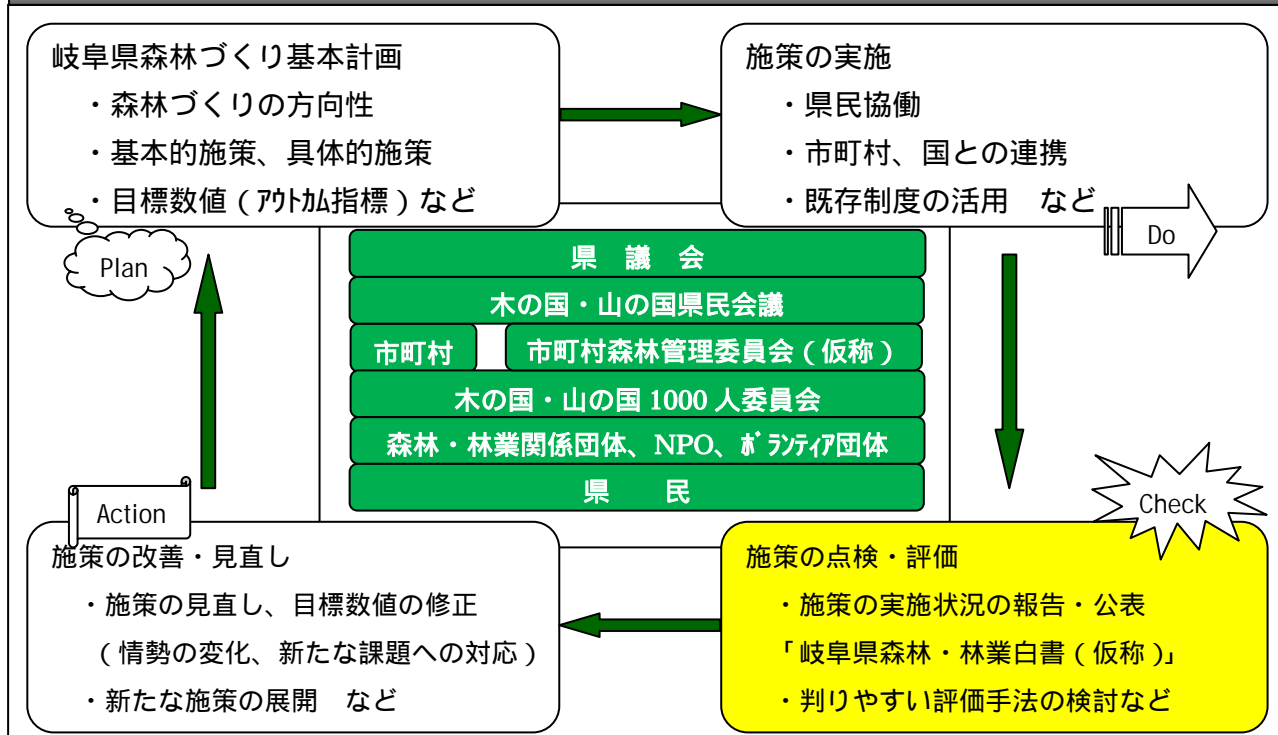 岐阜県森林づくり基本計画
・森林づくりの方向性
・基本的施策、具体的施策
・目標数値（ｱｳﾄｶﾑ指標）など
Plan
施策の実施
・県民協働
・市町村、国との連携
・既存制度の活用　など
Do
県　議　会
木の国・山の国県民会議
市町村
市町村森林管理委員会（仮称）
木の国・山の国 1000 人委員会
森林・林業関係団体、NPO、ﾎﾞﾗﾝﾃｨｱ団体
県　　民
Action
施策の改善・見直し
・施策の見直し、目標数値の修正
（情勢の変化、新たな課題への対応）
・新たな施策の展開　など
Check
施策の点検・評価
・施策の実施状況の報告・公表
「岐阜県森林・林業白書（仮称）」
・判りやすい評価手法の検討など